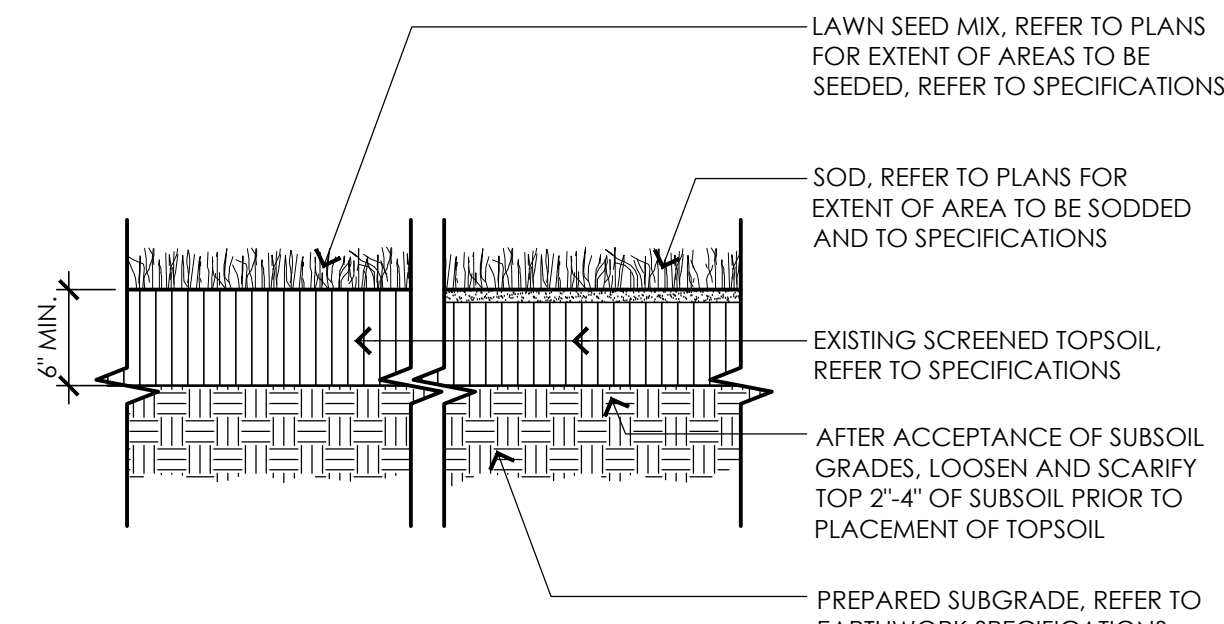 LAWN SEED MIX, REFER TO PLANS
FOR EXTENT OF AREAS TO BE
SEEDED, REFER TO SPECIFICATIONS
SOD, REFER TO PLANS FOR
EXTENT OF AREA TO BE SODDED
AND TO SPECIFICATIONS
6" MIN.
EXISTING SCREENED TOPSOIL,
REFER TO SPECIFICATIONS
AFTER ACCEPTANCE OF SUBSOIL
GRADES, LOOSEN AND SCARIFY
TOP 2"-4" OF SUBSOIL PRIOR TO
PLACEMENT OF TOPSOIL
PREPARED SUBGRADE, REFER TO
EARTHWORK SPECIFICATIONS